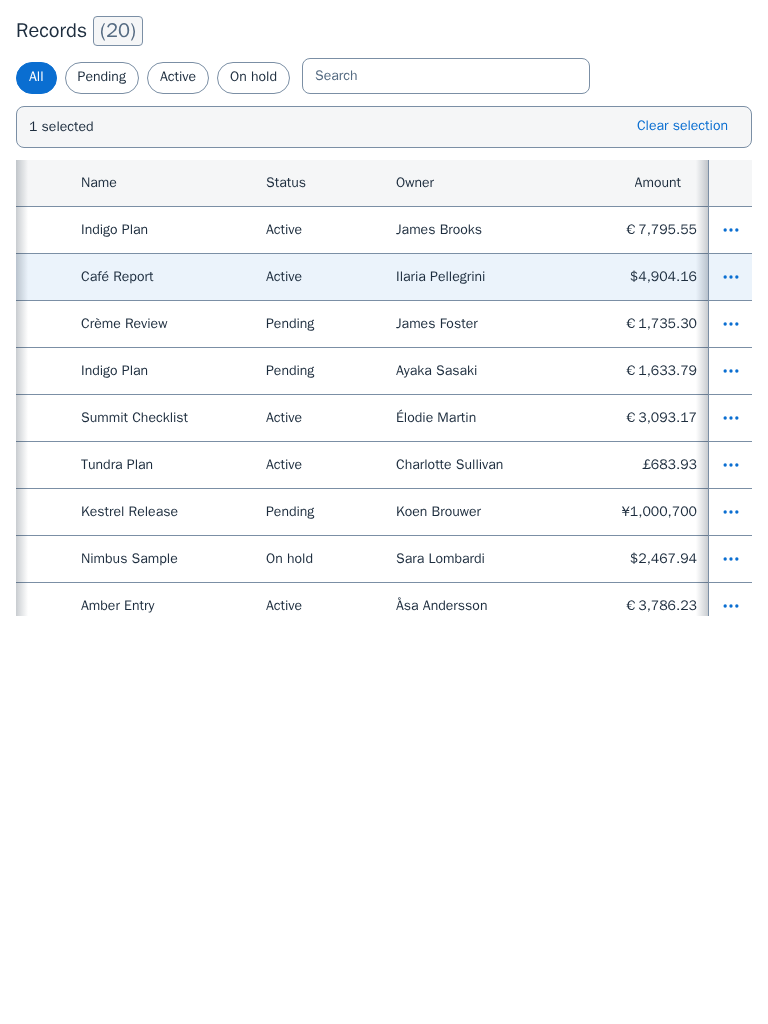 Records (20)
All Pending Active On hold Search
1 selected Clear selection
Name Status Owner Amount
Indigo Plan Active James Brooks € 7,795.55
Café Report Active Ilaria Pellegrini $4,904.16
Crème Review Pending James Foster € 1,735.30
Indigo Plan Pending Ayaka Sasaki € 1,633.79
Summit Checklist Active Élodie Martin € 3,093.17
Tundra Plan Active Charlotte Sullivan £683.93
Kestrel Release Pending Koen Brouwer ¥1,000,700
Nimbus Sample On hold Sara Lombardi $2,467.94
Amber Entry Active Åsa Andersson € 3,786.23